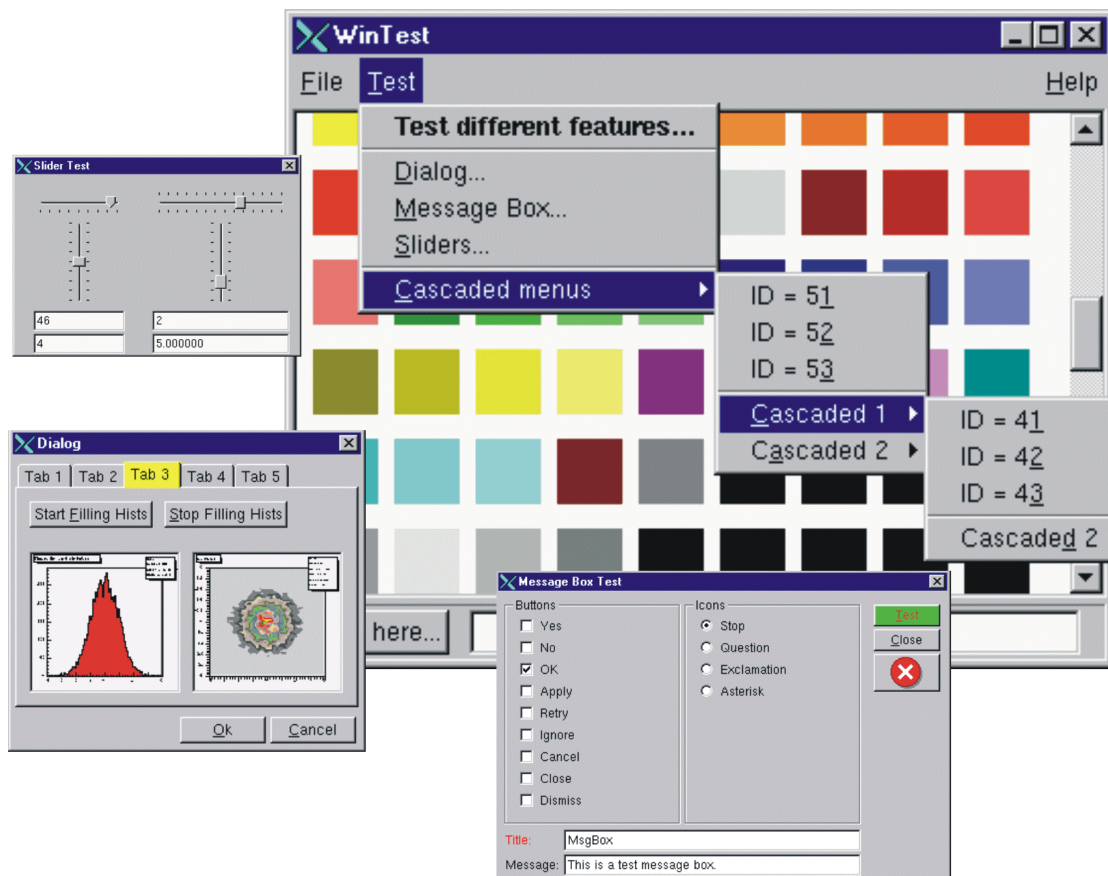 WinTest
File Test Help
Test different features...
Dialog...
Message Box...
Sliders...
Cascaded menus
ID = 51
ID = 52
ID = 53
Cascaded 1
Cascaded 2
ID = 41
ID = 42
ID = 43
Cascaded 2
here...
Slider Test
46
2
4
5.000000
Dialog
Tab 1 Tab 2 Tab 3 Tab 4 Tab 5
Start Filling Hists Stop Filling Hists
Ok Cancel
Message Box Test
Buttons
Yes
No
OK
Apply
Retry
Ignore
Cancel
Close
Dismiss
Icons
Stop
Question
Exclamation
Asterisk
Test
Close
Title: MsgBox
Message: This is a test message box.